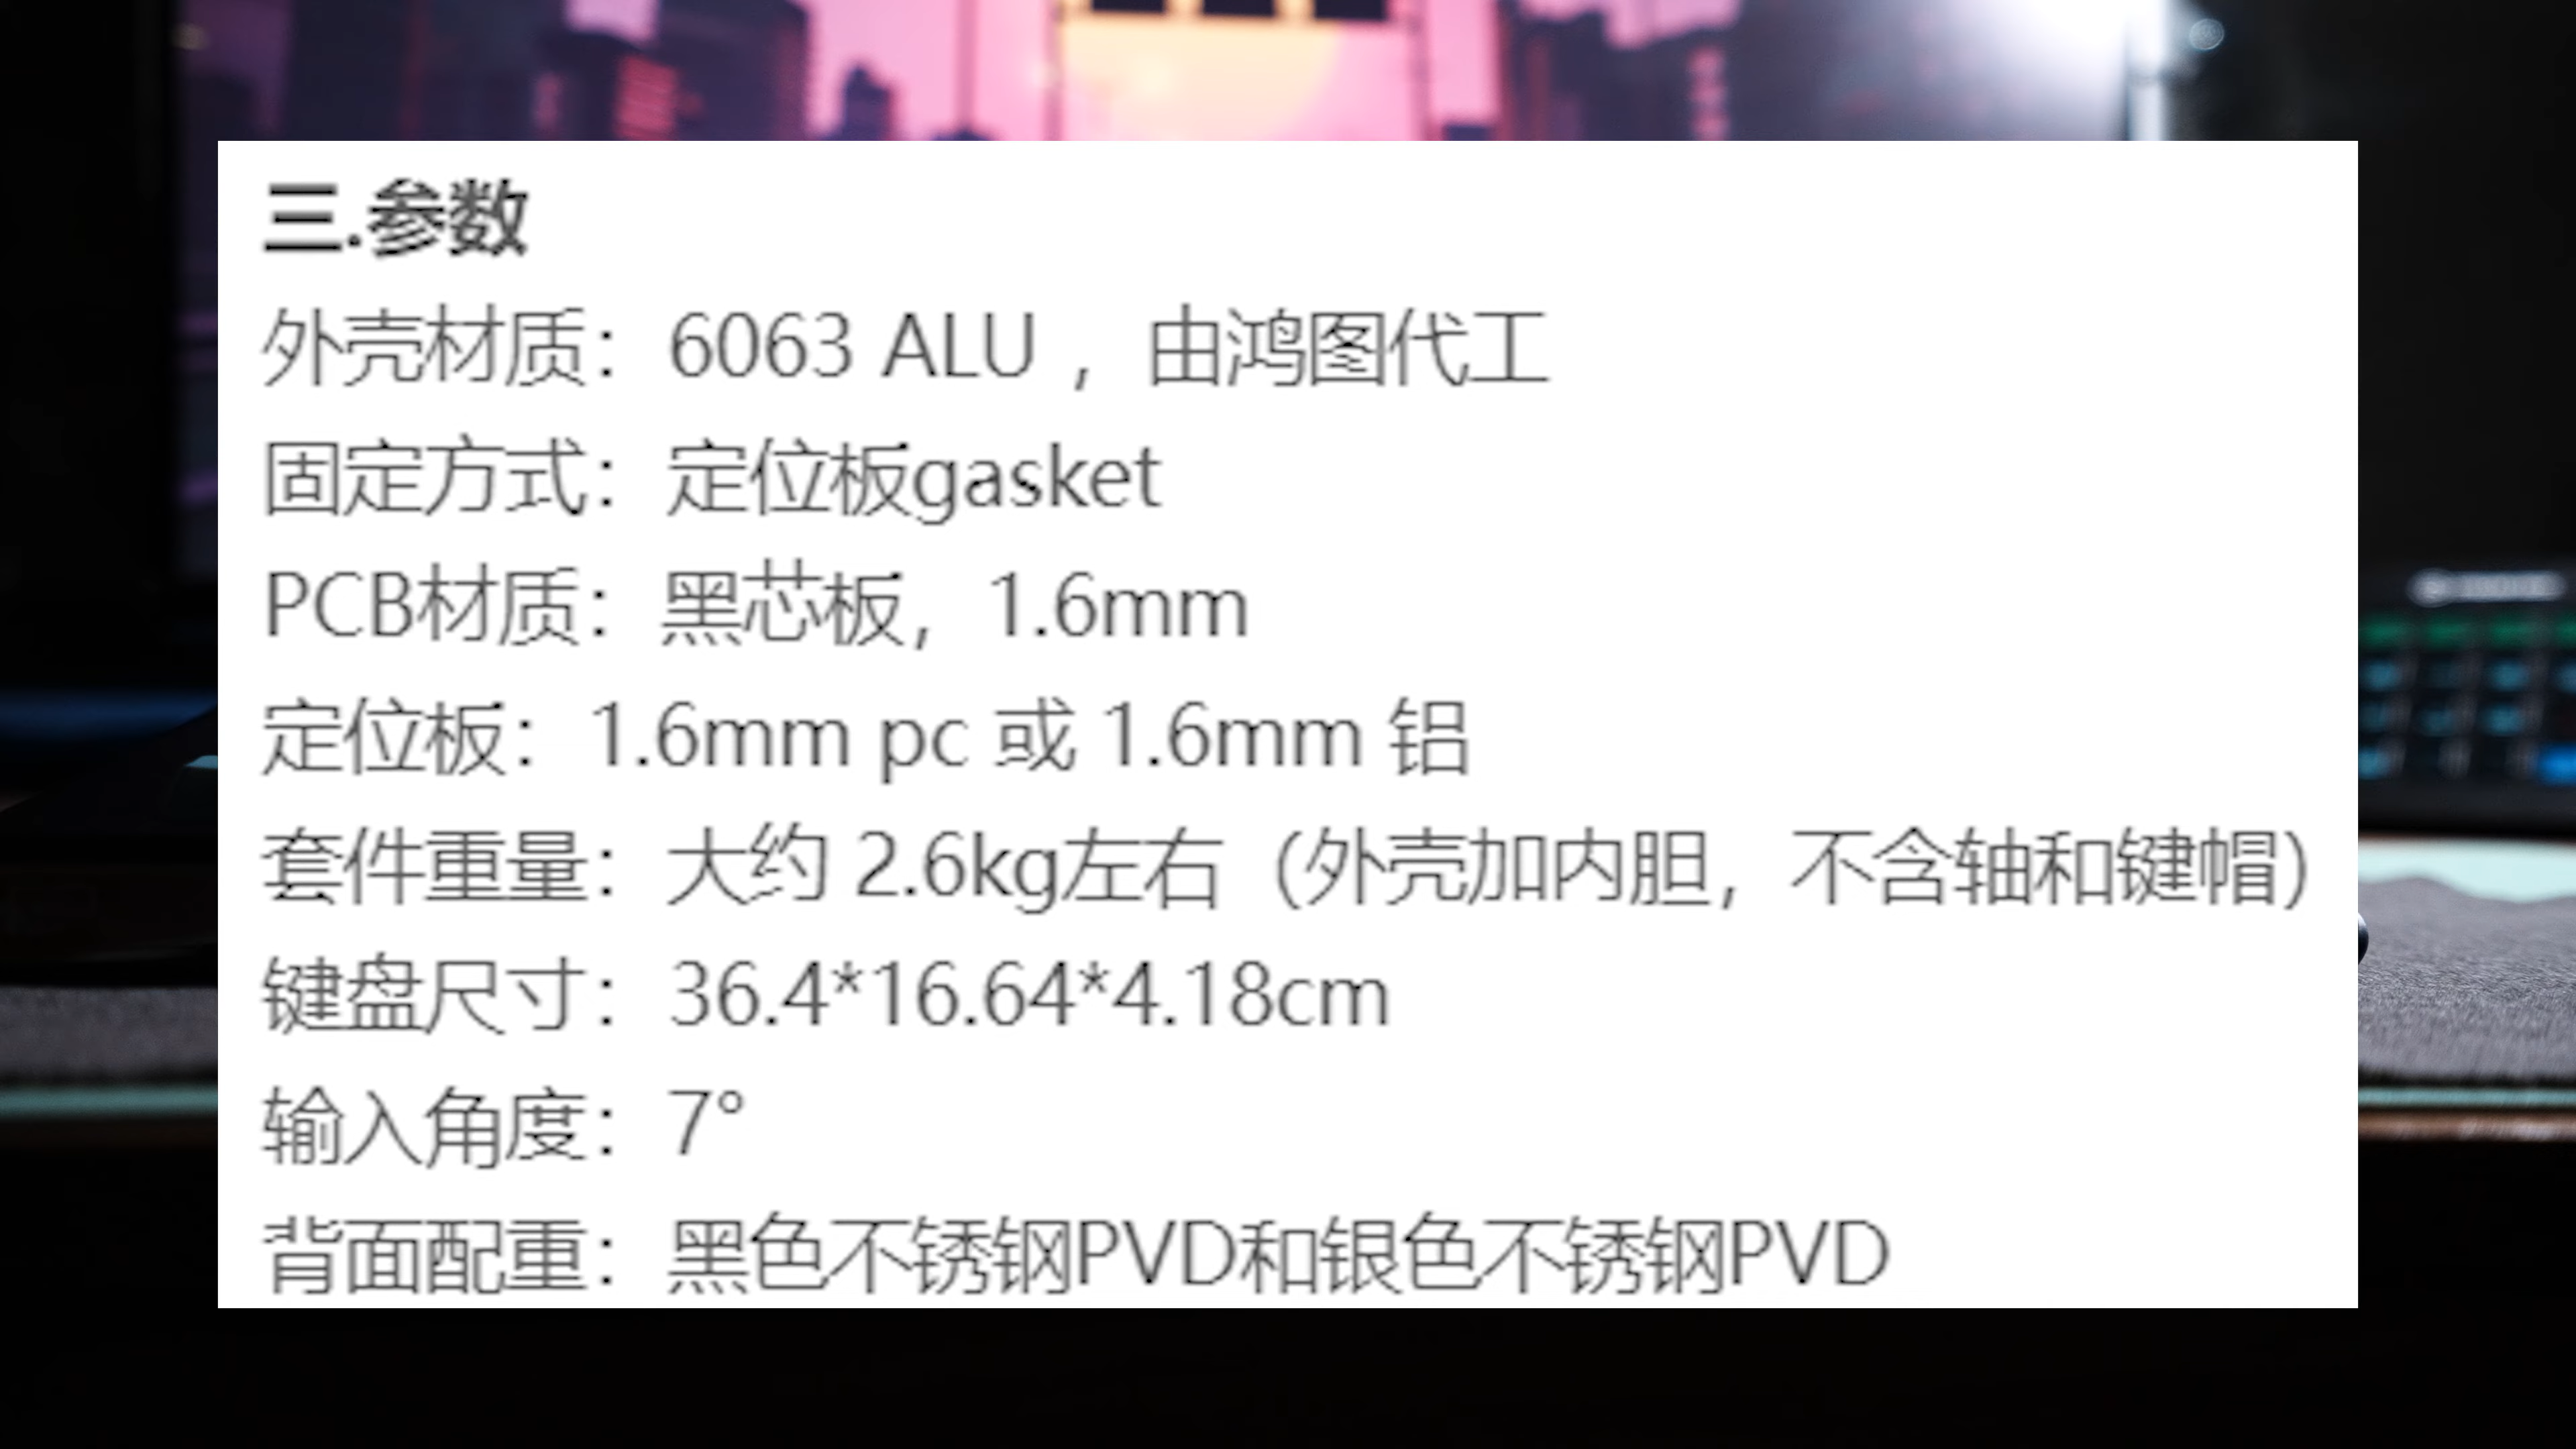 三.参数
外壳材质：6063 ALU ，由鸿图代工
固定方式：定位板gasket
PCB材质：黑芯板，1.6mm
定位板：1.6mm pc 或 1.6mm 铝
套件重量：大约 2.6kg左右（外壳加内胆，不含轴和键帽）
键盘尺寸：36.4*16.64*4.18cm
输入角度：7°
背面配重：黑色不锈钢PVD和银色不锈钢PVD